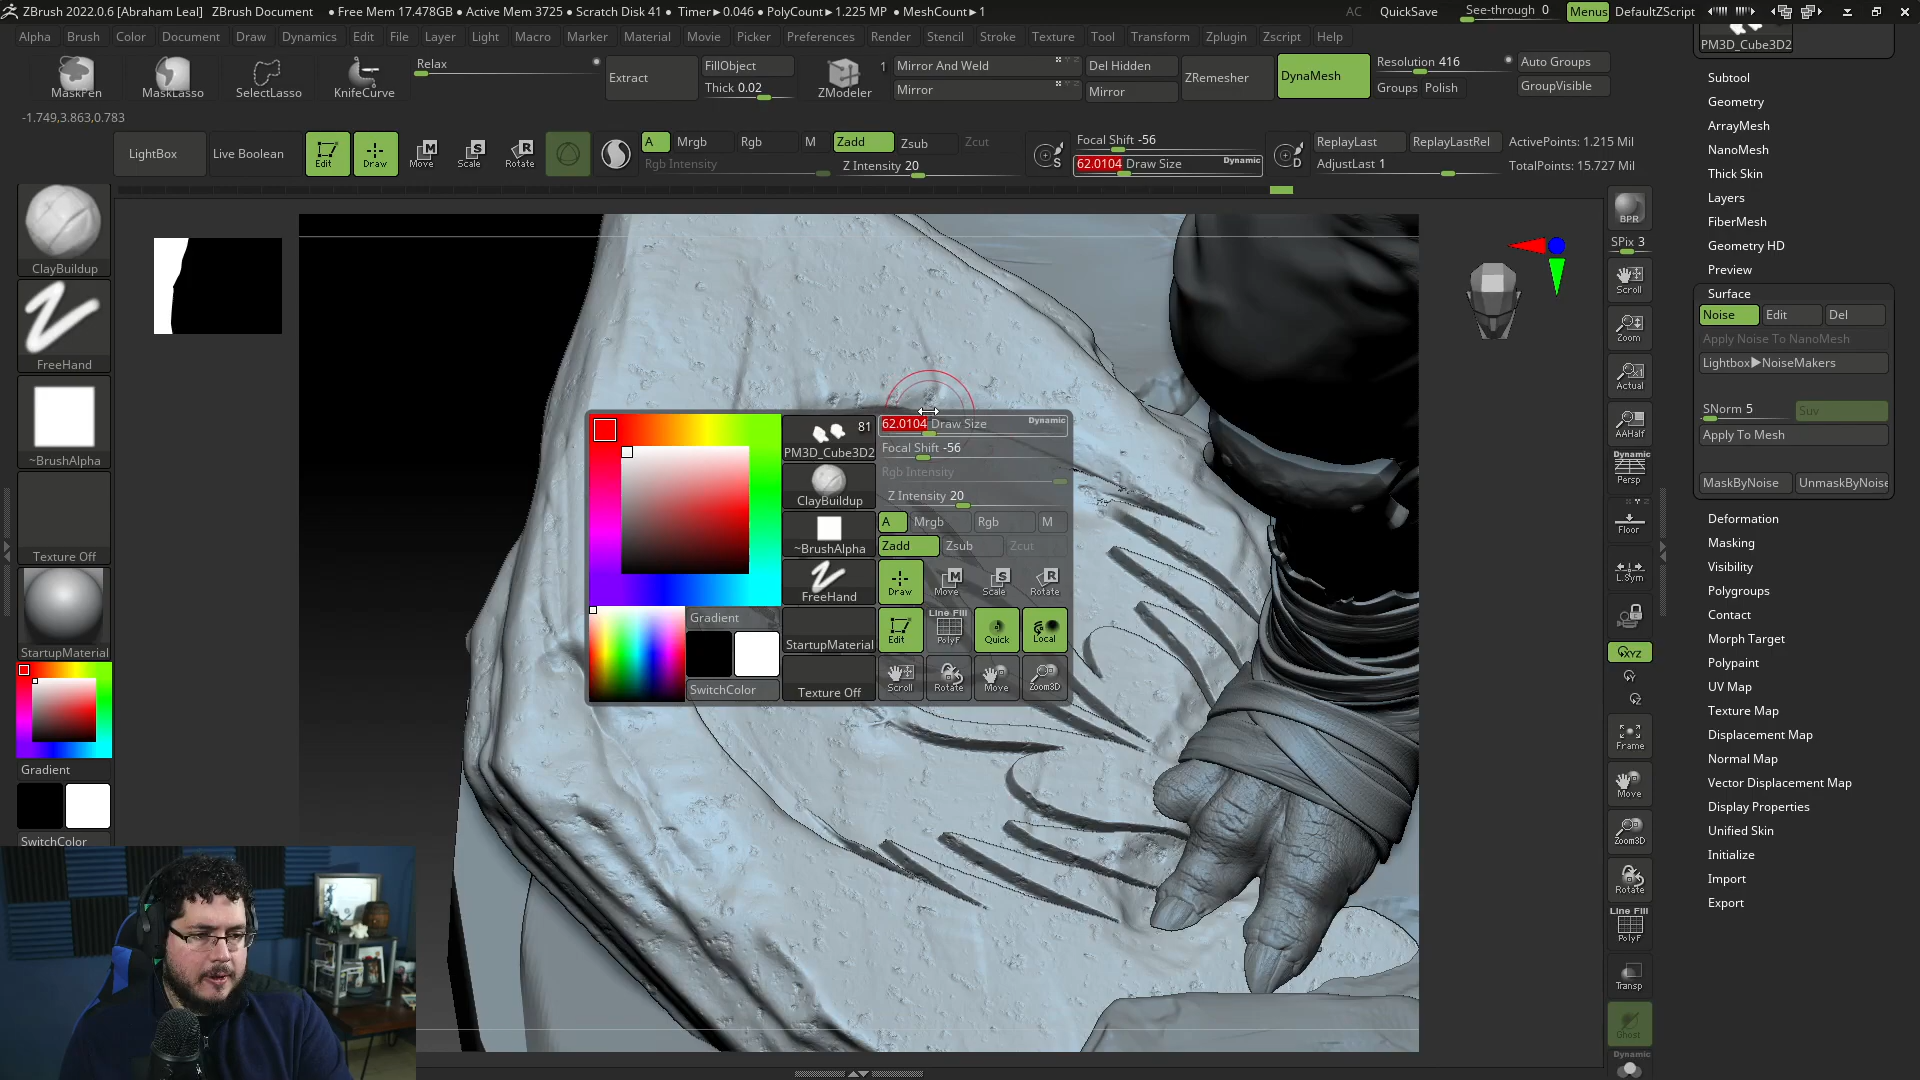 ZBrush 2022.0.6 [Abraham Leal] ZBrush Document • Free Mem 17.478GB • Active Mem 3725 • Scratch Disk 41 • Timer▶0.046 • PolyCount▶1.225 MP • MeshCount▶1
AC QuickSave See-through 0 Menus DefaultZScript
Alpha Brush Color Document Draw Dynamics Edit File Layer Light Macro Marker Material Movie Picker Preferences Render Stencil Stroke Texture Tool Transform Zplugin Zscript Help
PM3D_Cube3D2
MaskPen MaskLasso SelectLasso KnifeCurve
Relax
Extract
FillObject
Thick 0.02
ZModeler
1
Mirror And Weld
Mirror
Del Hidden
Mirror
ZRemesher
DynaMesh
Resolution 416
Groups Polish
Auto Groups
GroupVisible
-1.749,3.863,0.783
LightBox
Live Boolean
Edit
Draw
Move
Scale
Rotate
A Mrgb Rgb M
Rgb Intensity
Zadd Zsub Zcut
Z Intensity 20
S
Focal Shift -56
62.0104 Draw Size Dynamic
D
ReplayLast ReplayLastRel
AdjustLast 1
ActivePoints: 1.215 Mil
TotalPoints: 15.727 Mil
ClayBuildup
FreeHand
~BrushAlpha
Texture Off
StartupMaterial
Gradient
SwitchColor
81
PM3D_Cube3D2
ClayBuildup
~BrushAlpha
FreeHand
StartupMaterial
Texture Off
Gradient
SwitchColor
62.0104 Draw Size Dynamic
Focal Shift -56
Rgb Intensity
Z Intensity 20
A Mrgb Rgb M
Zadd Zsub Zcut
Draw Move Scale Rotate
Line Fill
Edit PolyF Quick Local
Scroll Rotate Move Zoom3D
BPR
SPix 3
Scroll
Zoom
Actual
AAHalf
Dynamic
Persp
Floor
L.Sym
XYZ
Frame
Move
Zoom3D
Rotate
Line Fill
PolyF
Transp
Ghost
Dynamic
Subtool
Geometry
ArrayMesh
NanoMesh
Thick Skin
Layers
FiberMesh
Geometry HD
Preview
Surface
Noise Edit Del
Apply Noise To NanoMesh
Lightbox▶NoiseMakers
SNorm 5 Suv
Apply To Mesh
MaskByNoise UnmaskByNoise
Deformation
Masking
Visibility
Polygroups
Contact
Morph Target
Polypaint
UV Map
Texture Map
Displacement Map
Normal Map
Vector Displacement Map
Display Properties
Unified Skin
Initialize
Import
Export